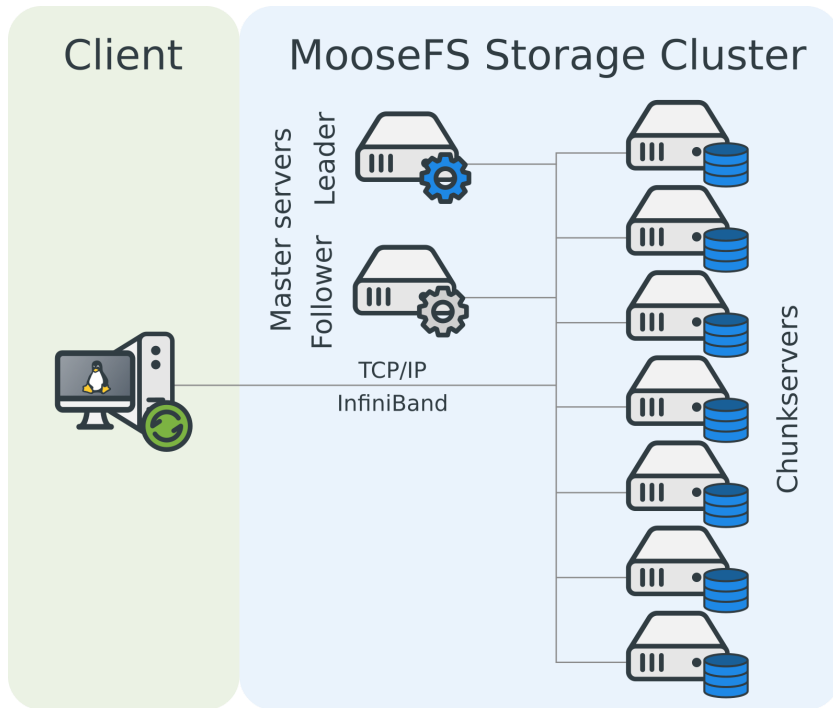 Client
MooseFS Storage Cluster
Master servers
Leader
Follower
TCP/IP
InfiniBand
Chunkservers